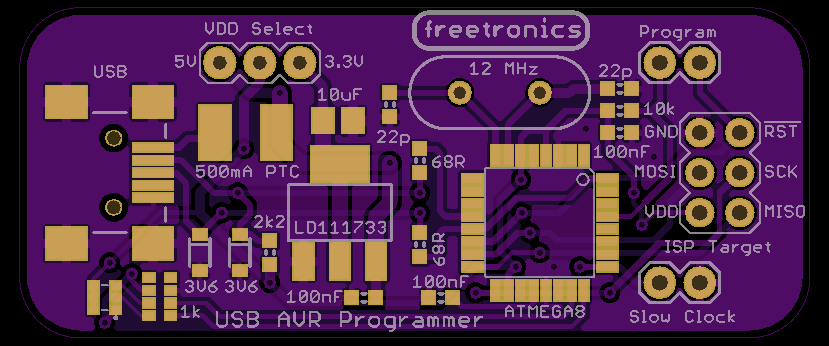 VDD Select
freetronics
Program
5V
3.3V
USB
12 MHz
22p
10uF
10k
22p
GND
RST
100nF
68R
500mA PTC
MOSI
SCK
2k2
LD111733
VDD
MISO
68R
ISP Target
3V6
3V6
100nF
100nF
1k
USB AVR Programmer
ATMEGA8
Slow Clock